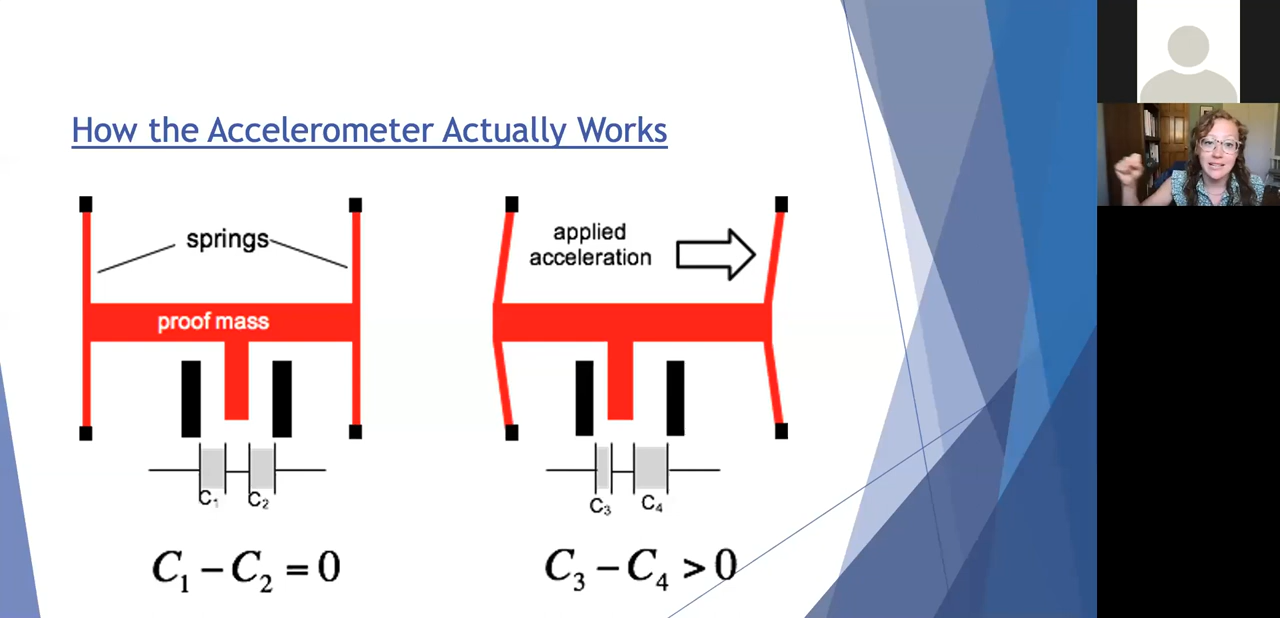 How the Accelerometer Actually Works
springs
proof mass
C₁ C₂
C₁ – C₂ = 0
applied
acceleration
C₃ C₄
C₃ – C₄ > 0